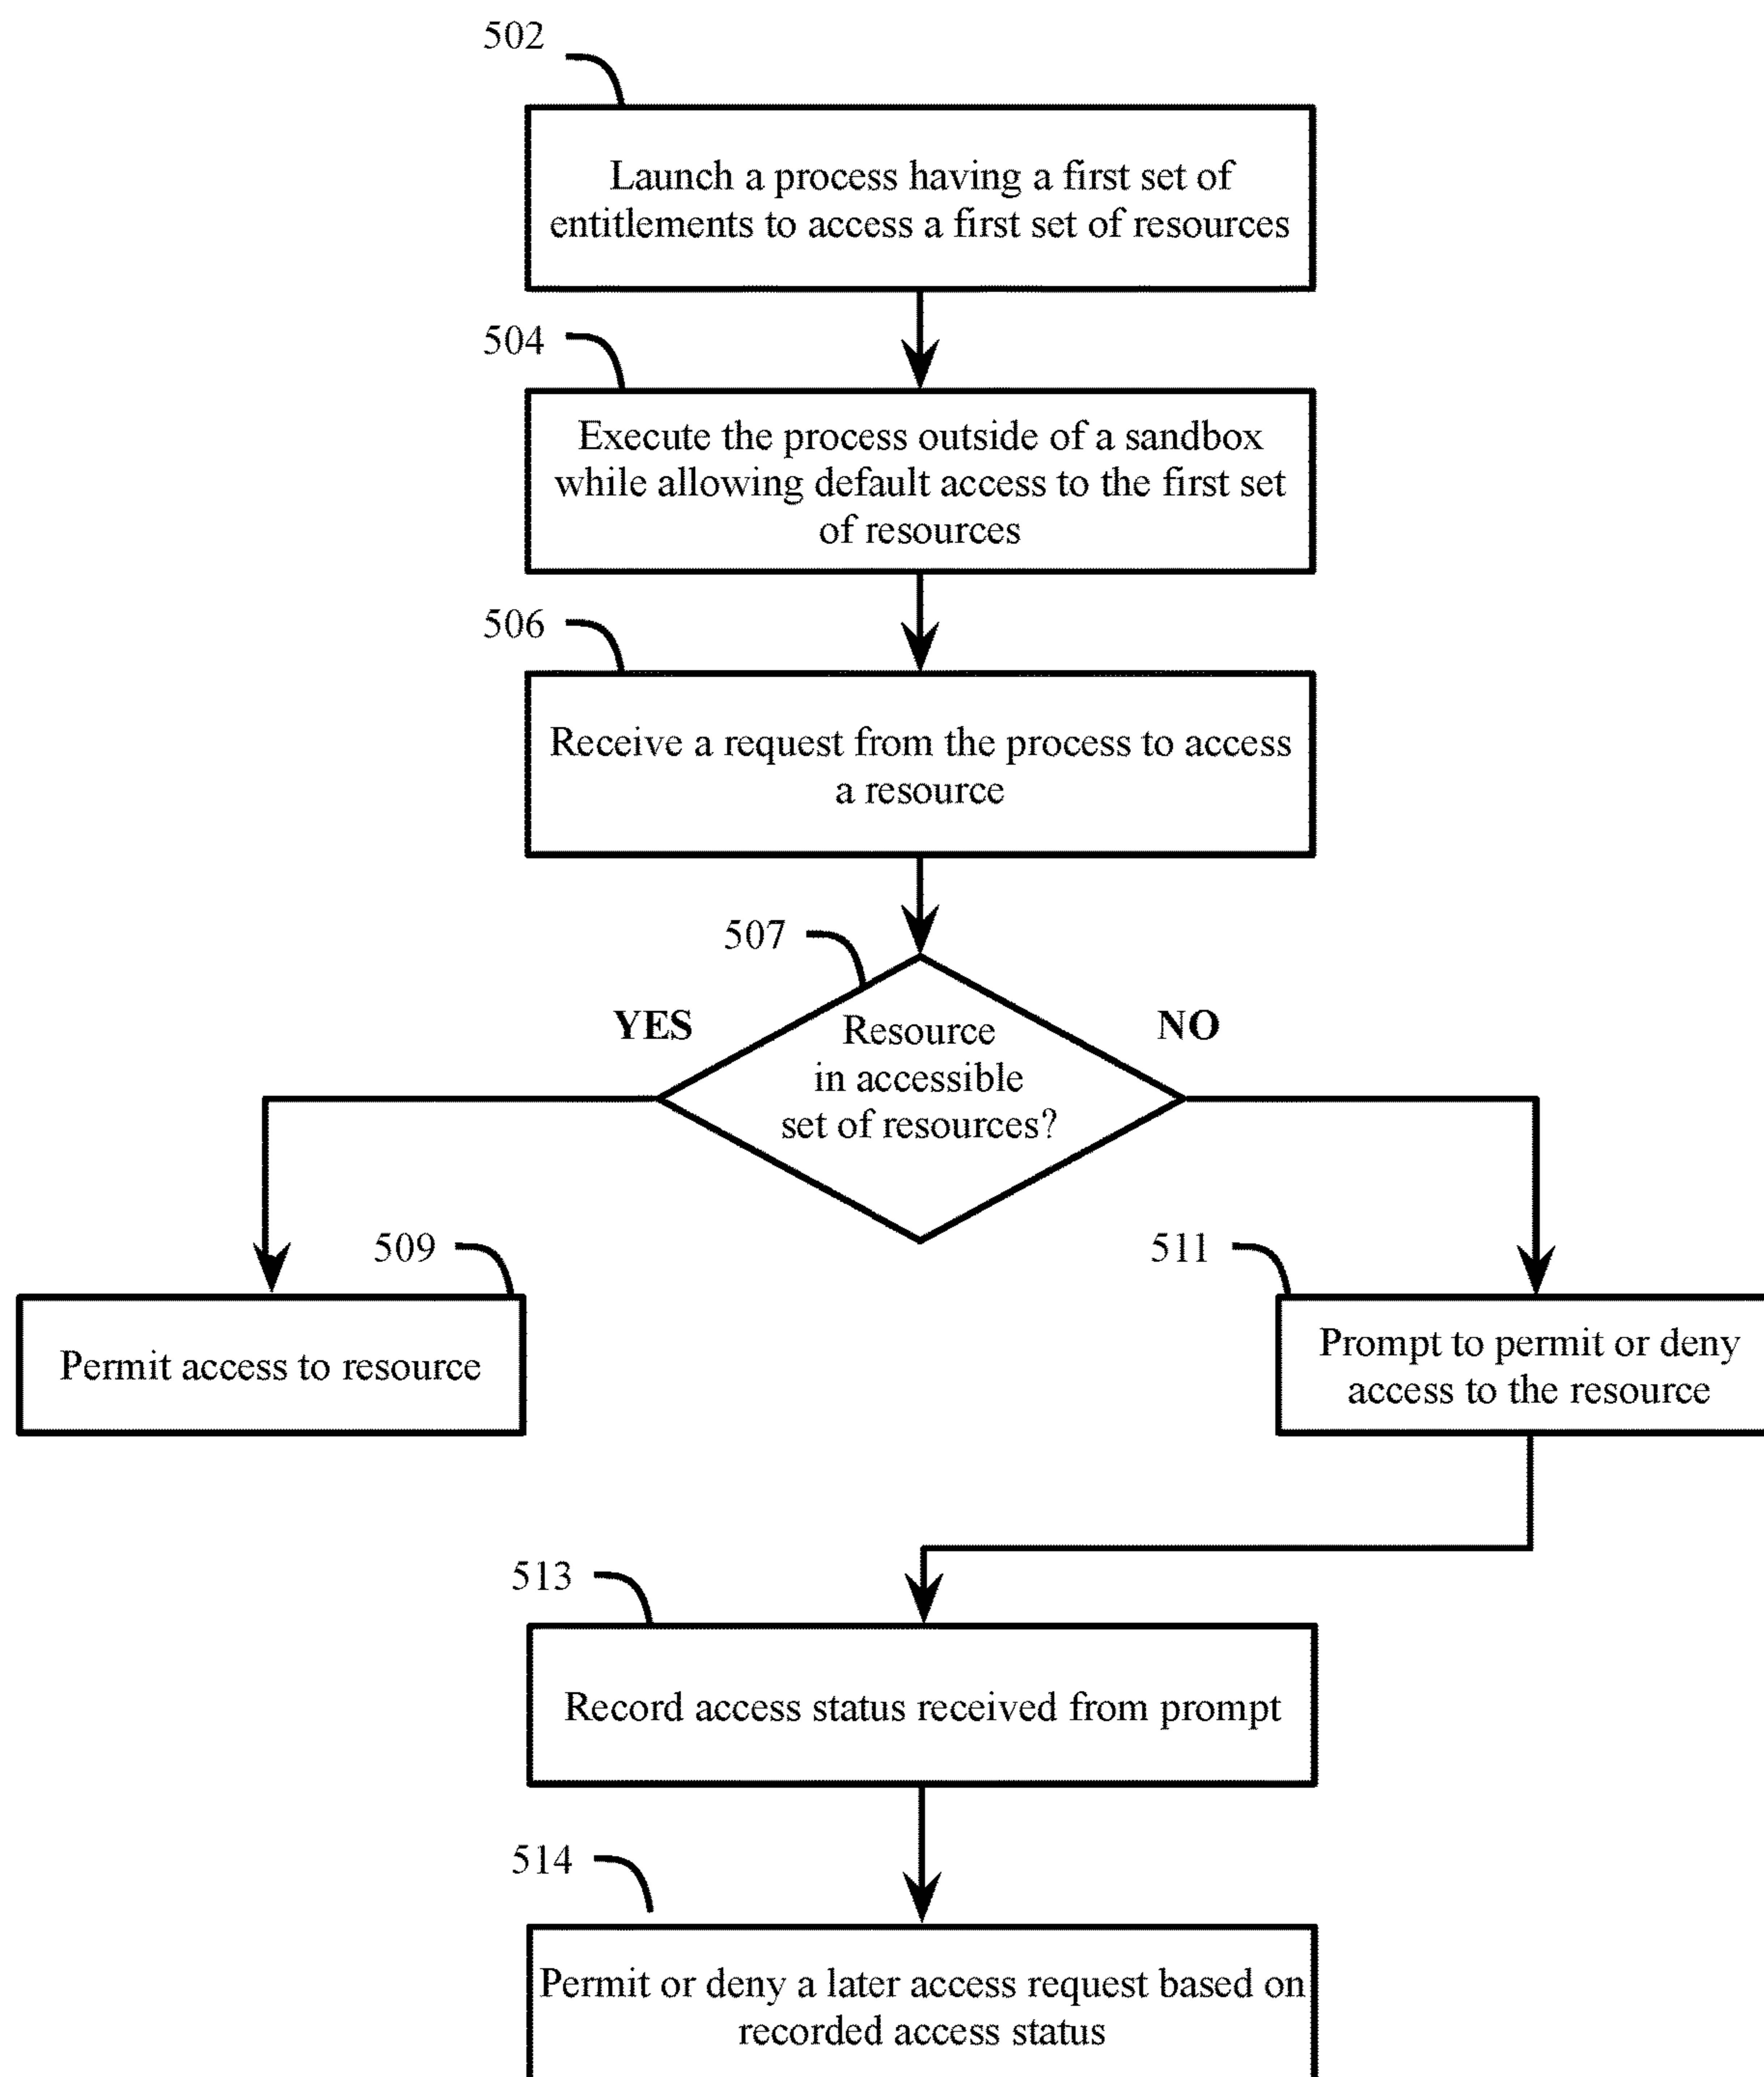 502
Launch a process having a first set of
entitlements to access a first set of resources
504
Execute the process outside of a sandbox
while allowing default access to the first set
of resources
506
Receive a request from the process to access
a resource
507
YES
NO
Resource
in accessible
set of resources?
509
Permit access to resource
511
Prompt to permit or deny
access to the resource
513
Record access status received from prompt
514
Permit or deny a later access request based on
recorded access status